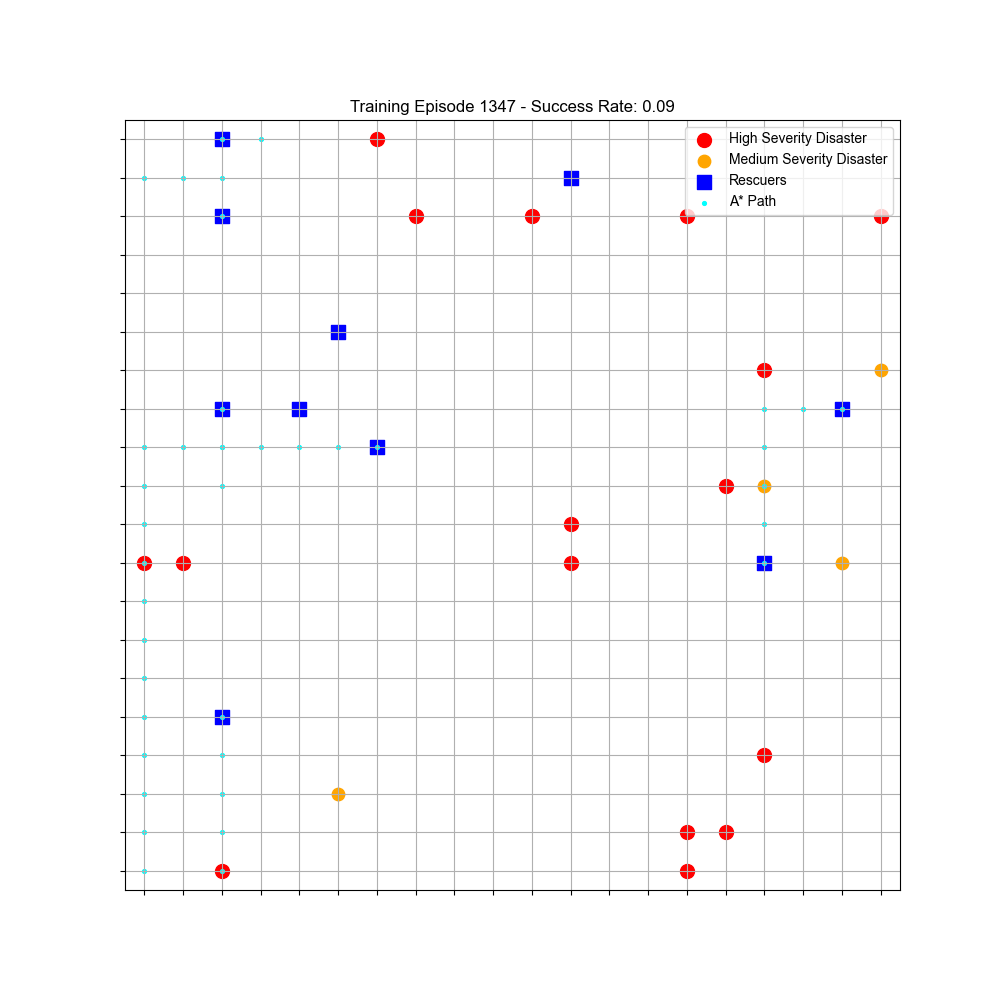 Training Episode 1347 - Success Rate: 0.09
High Severity Disaster
Medium Severity Disaster
Rescuers
A* Path